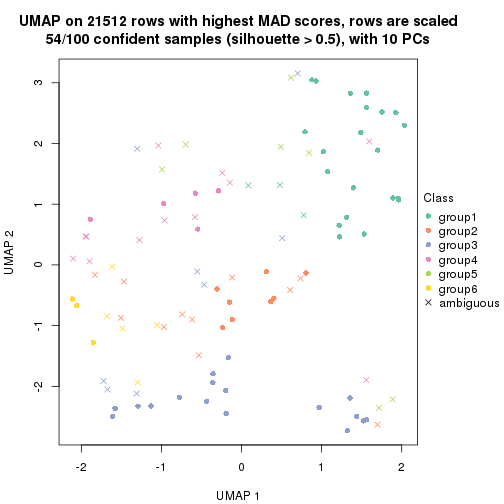 UMAP on 21512 rows with highest MAD scores, rows are scaled
54/100 confident samples (silhouette > 0.5), with 10 PCs
3
2
1
0
-1
-2
UMAP 2
-2
-1
0
1
2
UMAP 1
Class
group1
group2
group3
group4
group5
group6
ambiguous